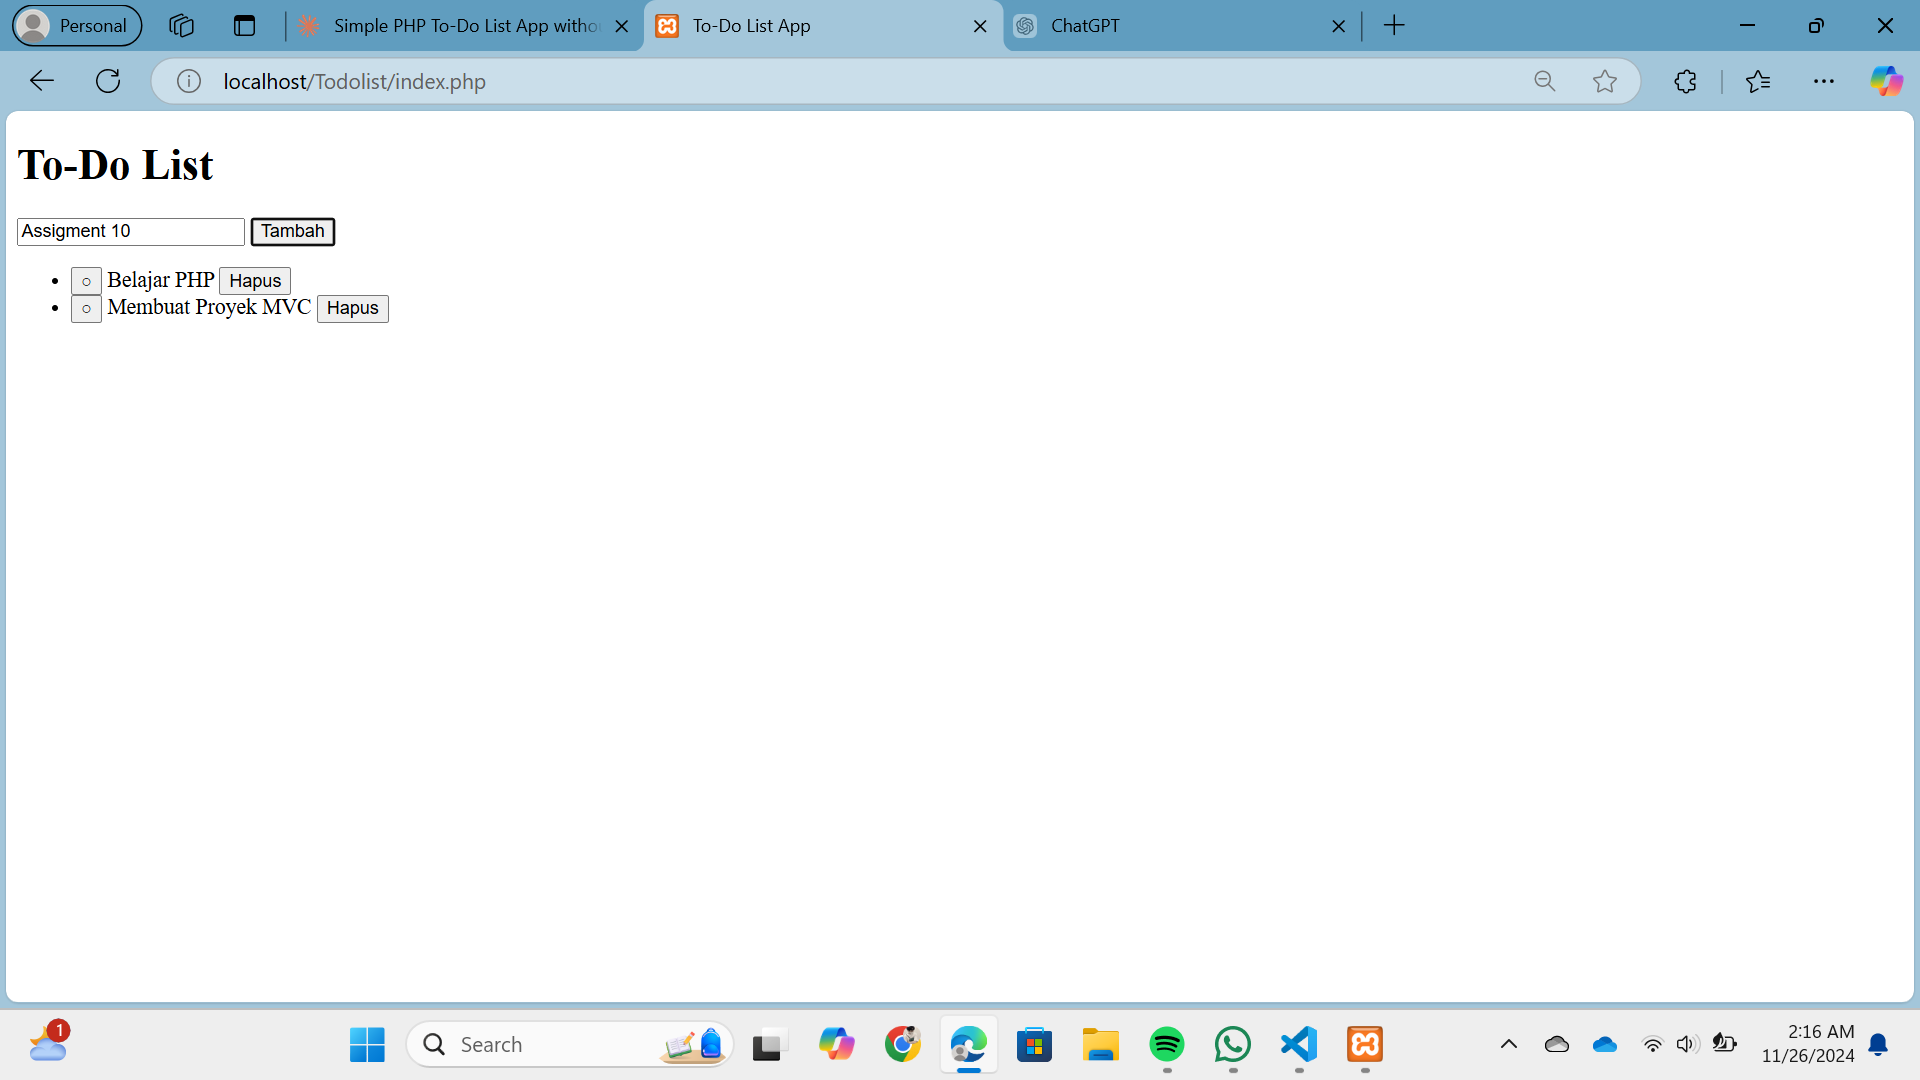 Personal
Simple PHP To-Do List App witho
To-Do List App
ChatGPT
localhost/Todolist/index.php
To-Do List
Assigment 10 Tambah
Belajar PHP Hapus
Membuat Proyek MVC Hapus
1
Search
2:16 AM
11/26/2024